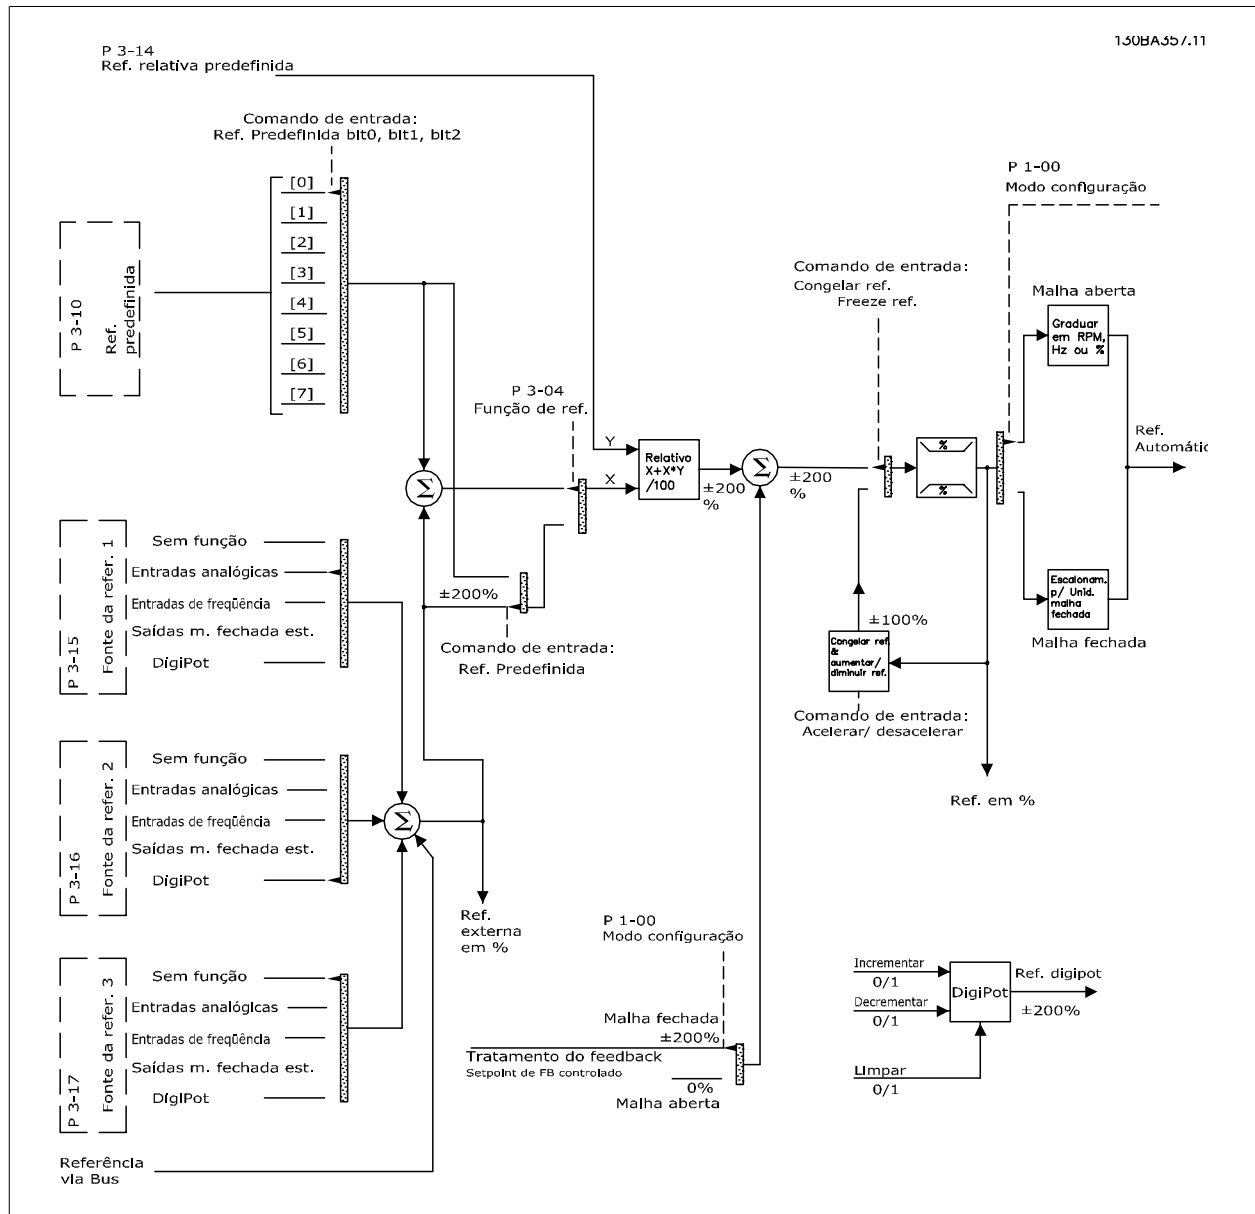 130BA357.11
P 3-14
Ref. relativa predefinida
Comando de entrada:
Ref. Predefinida bit0, bit1, bit2
P 3-10
Ref.
predefinida
[0]
[1]
[2]
[3]
[4]
[5]
[6]
[7]
P 3-04
Função de ref.
Y
X
Relativo
X+X*Y
/100
±200
%
Σ
±200
%
Σ
Comando de entrada:
Congelar ref.
Freeze ref.
%
%
P 1-00
Modo configuração
Malha aberta
Graduar
em RPM,
Hz ou %
Ref.
Automátic
Escalonam.
p/ Unid.
malha
fechada
Malha fechada
±100%
Congelar ref.
&
aumentar/
diminuir ref.
Comando de entrada:
Acelerar/ desacelerar
Ref. em %
±200%
Comando de entrada:
Ref. Predefinida
P 3-15
Fonte da refer. 1
Sem função
Entradas analógicas
Entradas de freqüência
Saídas m. fechada est.
DigiPot
P 3-16
Fonte da refer. 2
Sem função
Entradas analógicas
Entradas de freqüência
Saídas m. fechada est.
DigiPot
Σ
Ref.
externa
em %
P 3-17
Fonte da refer. 3
Sem função
Entradas analógicas
Entradas de freqüência
Saídas m. fechada est.
DigiPot
Referência
via Bus
P 1-00
Modo configuração
Malha fechada
±200%
Tratamento do feedback
Setpoint de FB controlado
0%
Malha aberta
Incrementar
0/1
Decrementar
0/1
Limpar
0/1
DigiPot
Ref. digipot
±200%